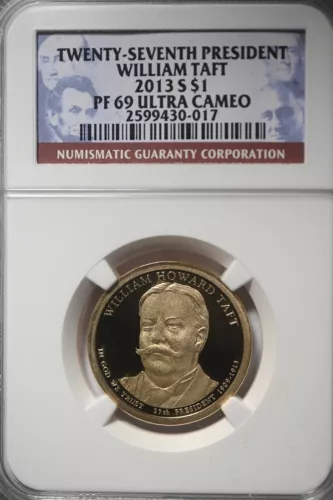 TWENTY-SEVENTH PRESIDENT
WILLIAM TAFT
2013 S $1
PF 69 ULTRA CAMEO
2599430-017
NUMISMATIC GUARANTY CORPORATION
WILLIAM HOWARD TAFT
IN GOD WE TRUST
27th PRESIDENT 1909-1913